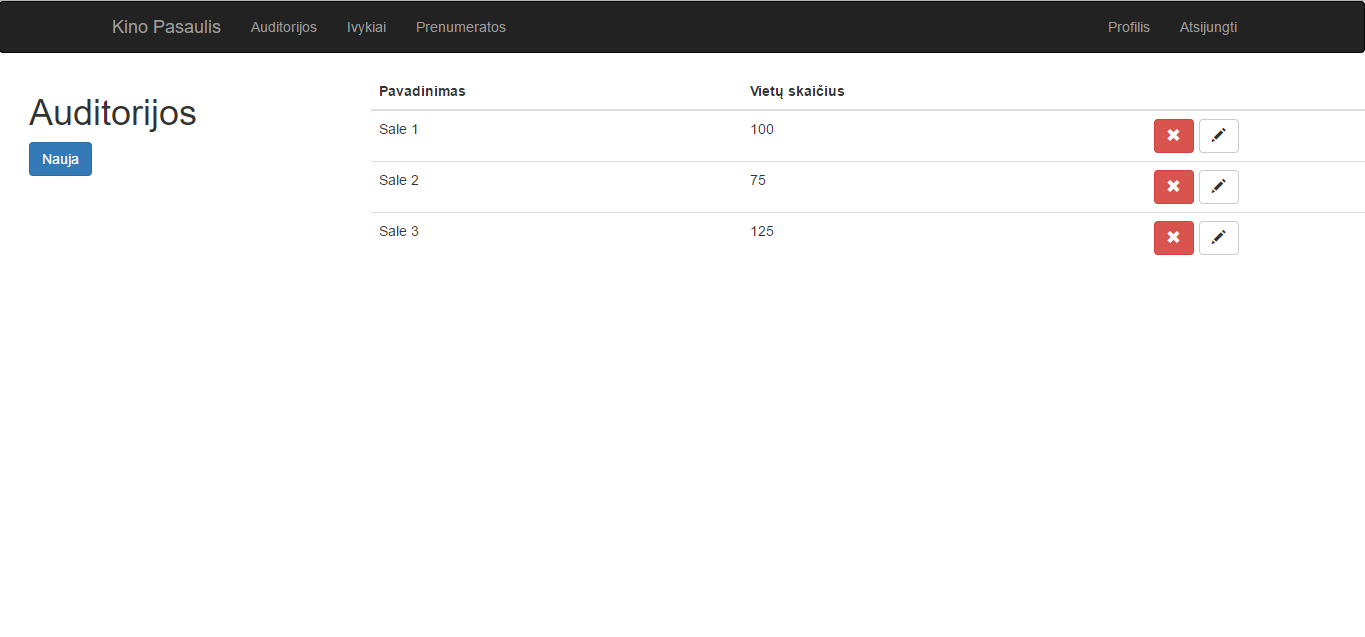 Kino Pasaulis Auditorijos Ivykiai Prenumeratos Profilis Atsijungti
Auditorijos
Nauja
Pavadinimas Vietų skaičius
Sale 1 100
Sale 2 75
Sale 3 125